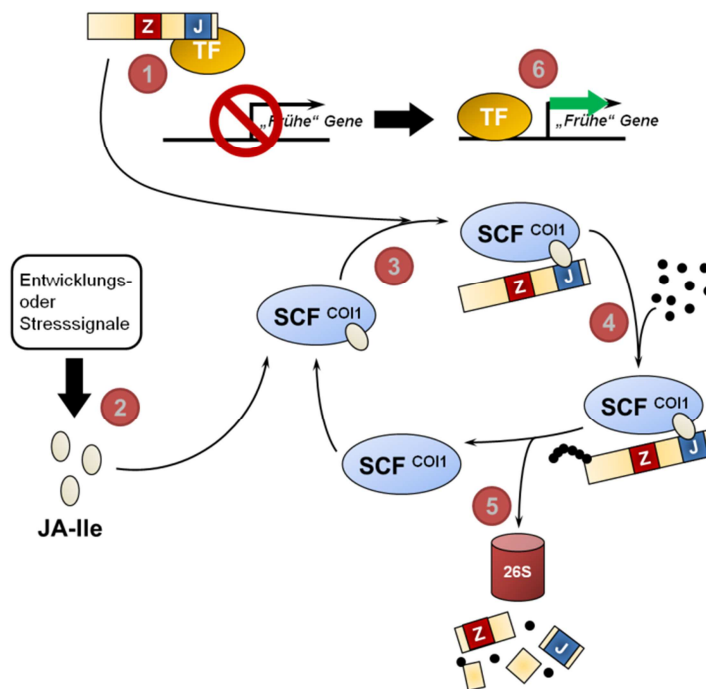 Z J
TF
1
6
TF
„Frühe“ Gene
„Frühe“ Gene
SCF COI1
Z J
3
Entwicklungs-
oder
Stresssignale
SCF COI1
4
2
SCF COI1
Z J
SCF COI1
JA-Ile
5
26S
Z
J